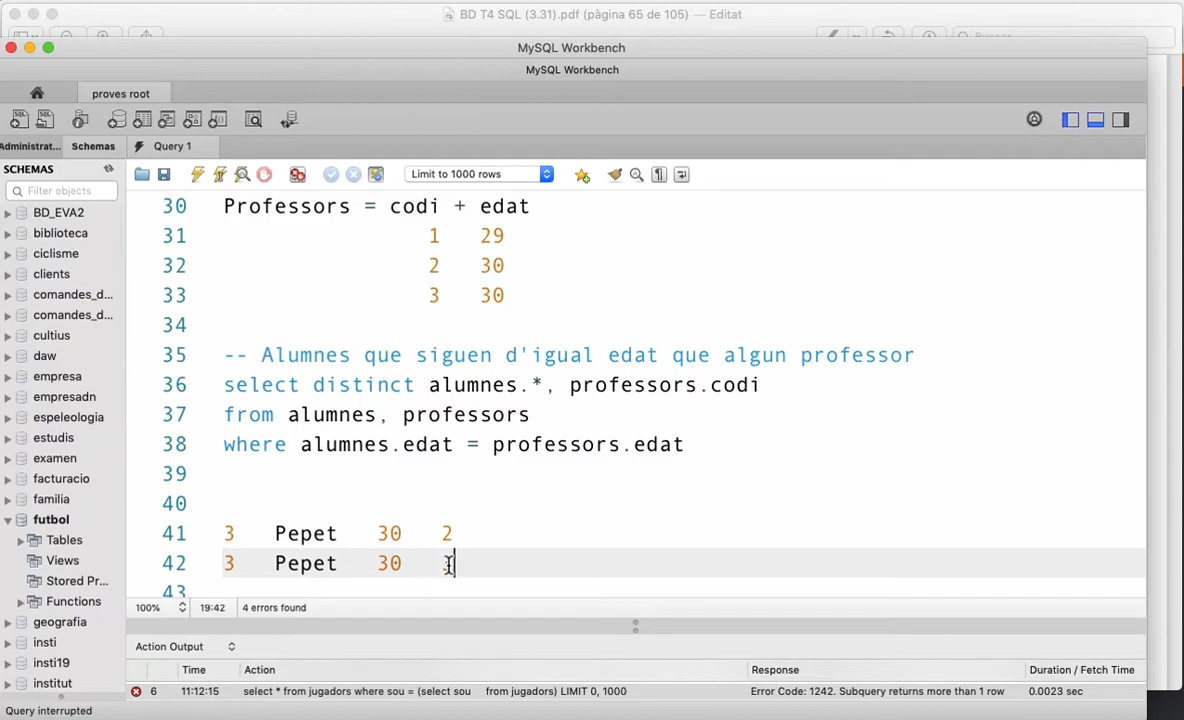 BD T4 SQL (3.31).pdf (pàgina 65 de 105) — Editat
MySQL Workbench
MySQL Workbench
proves root
Administrat... Schemas Query 1
SCHEMAS
Limit to 1000 rows
Filter objects
BD_EVA2
biblioteca
ciclisme
clients
comandes_d...
comandes_d...
cultius
daw
empresa
empresadn
espeleologia
estudis
examen
facturacio
familia
futbol
Tables
Views
Stored Pr...
Functions
geografia
insti
insti19
institut
30 Professors = codi + edat
31 1 29
32 2 30
33 3 30
34
35 -- Alumnes que siguen d'igual edat que algun professor
36 select distinct alumnes.*, professors.codi
37 from alumnes, professors
38 where alumnes.edat = professors.edat
39
40
41 3 Pepet 30 2
42 3 Pepet 30
43
100% 19:42 4 errors found
Action Output
Time Action Response Duration / Fetch Time
6 11:12:15 select * from jugadors where sou = (select sou from jugadors) LIMIT 0, 1000 Error Code: 1242. Subquery returns more than 1 row 0.0023 sec
Query interrupted